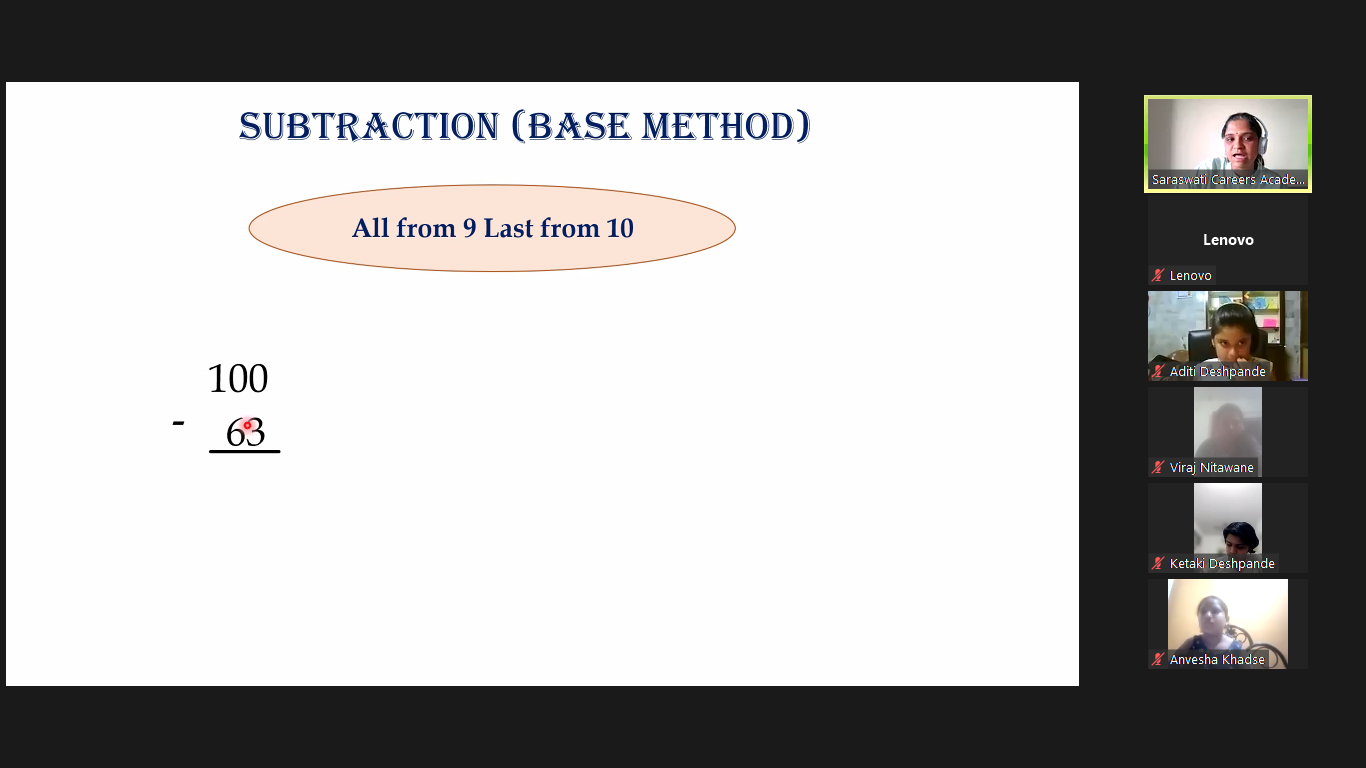 SUBTRACTION (BASE METHOD)
All from 9 Last from 10
100
- 63
Saraswati Careers Acade...
Lenovo
Lenovo
Aditi Deshpande
Viraj Nitawane
Ketaki Deshpande
Anvesha Khadse